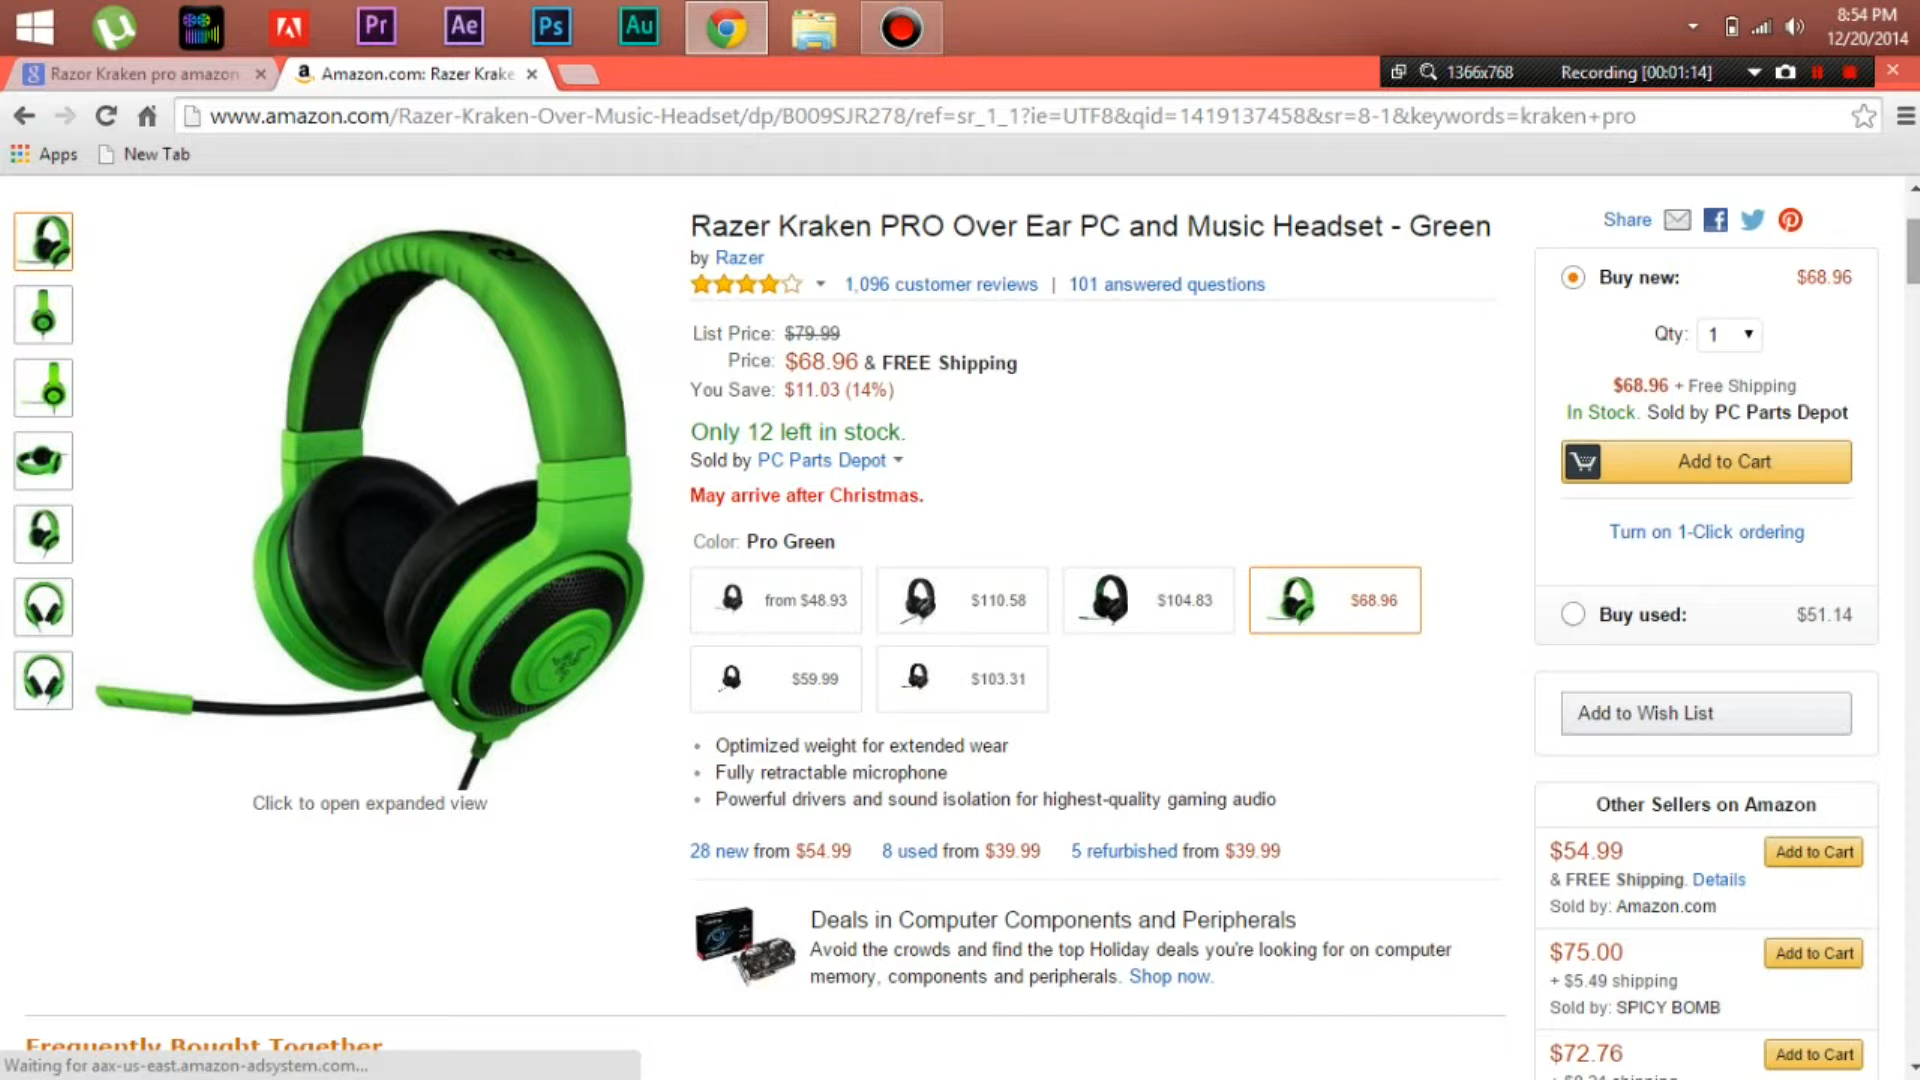 Pr
Ae
Ps
Au
8:54 PM
12/20/2014
Razor Kraken pro amazon
Amazon.com: Razer Krake
1366x768
Recording [00:01:14]
www.amazon.com/Razer-Kraken-Over-Music-Headset/dp/B009SJR278/ref=sr_1_1?ie=UTF8&qid=1419137458&sr=8-1&keywords=kraken+pro
Apps
New Tab
Razer Kraken PRO Over Ear PC and Music Headset - Green
by Razer
1,096 customer reviews | 101 answered questions
List Price: $79.99
Price: $68.96 & FREE Shipping
You Save: $11.03 (14%)
Only 12 left in stock.
Sold by PC Parts Depot
May arrive after Christmas.
Color: Pro Green
from $48.93
$110.58
$104.83
$68.96
$59.99
$103.31
• Optimized weight for extended wear
• Fully retractable microphone
• Powerful drivers and sound isolation for highest-quality gaming audio
28 new from $54.99
8 used from $39.99
5 refurbished from $39.99
Click to open expanded view
Deals in Computer Components and Peripherals
Avoid the crowds and find the top Holiday deals you're looking for on computer
memory, components and peripherals. Shop now.
Frequently Bought Together
Waiting for aax-us-east.amazon-adsystem.com...
Share
Buy new: $68.96
Qty: 1
$68.96 + Free Shipping
In Stock. Sold by PC Parts Depot
Add to Cart
Turn on 1-Click ordering
Buy used: $51.14
Add to Wish List
Other Sellers on Amazon
$54.99
Add to Cart
& FREE Shipping. Details
Sold by: Amazon.com
$75.00
Add to Cart
+ $5.49 shipping
Sold by: SPICY BOMB
$72.76
Add to Cart